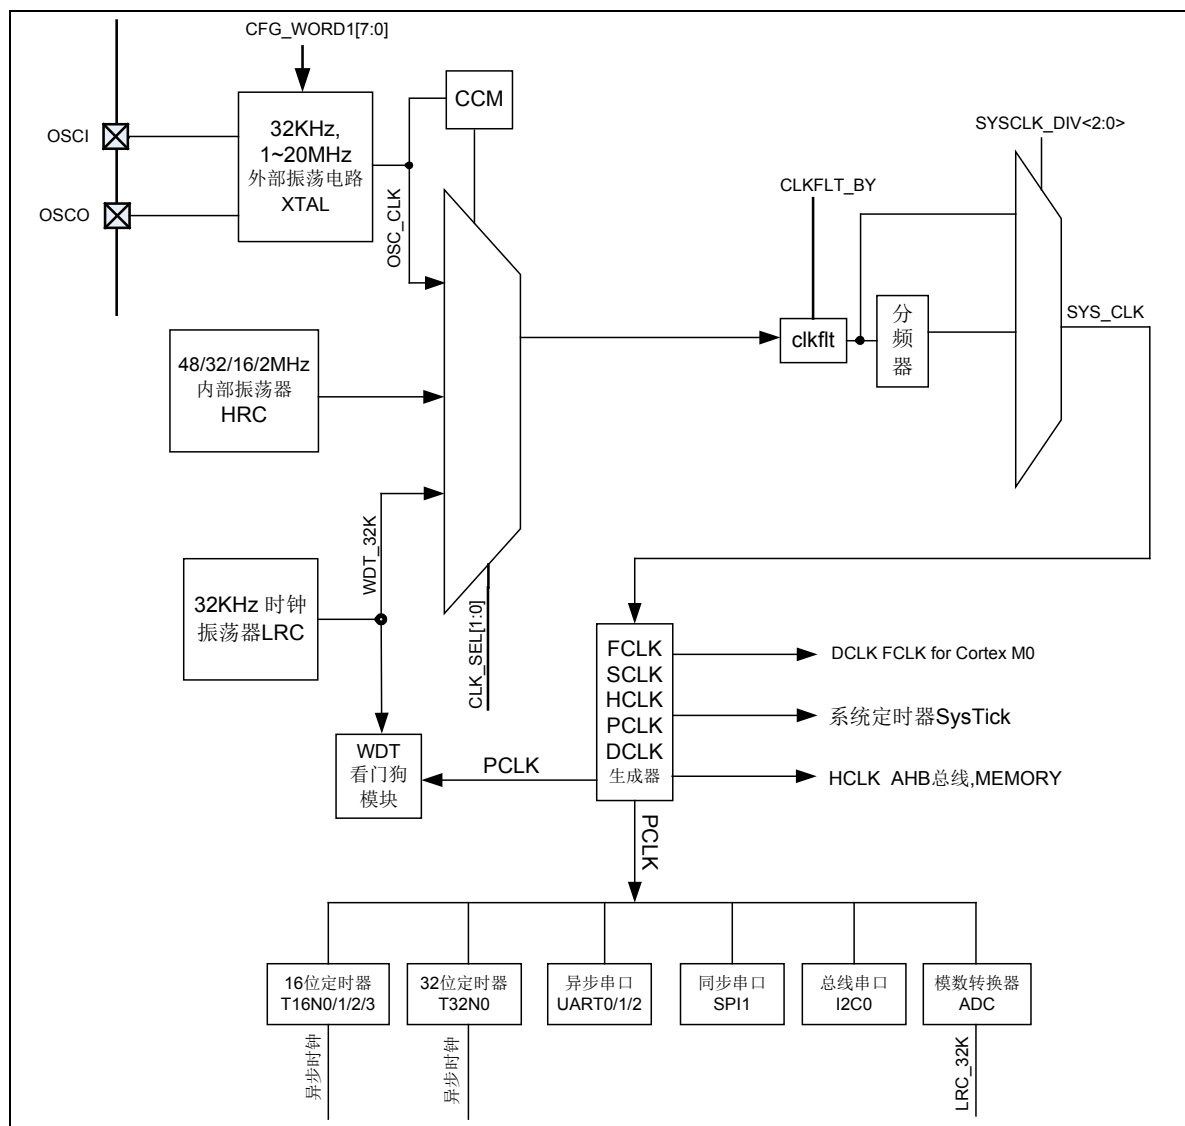 CFG_WORD1[7:0]
OSCI
OSCO
32KHz,
1~20MHz
外部振荡电路
XTAL
CCM
OSC_CLK
SYSCLK_DIV<2:0>
CLKFLT_BY
clkflt
分
频
器
SYS_CLK
48/32/16/2MHz
内部振荡器
HRC
WDT_32K
32KHz 时钟
振荡器LRC
CLK_SEL[1:0]
FCLK
SCLK
HCLK
PCLK
DCLK
生成器
DCLK FCLK for Cortex M0
系统定时器SysTick
HCLK AHB总线,MEMORY
WDT
看门狗
模块
PCLK
PCLK
16位定时器
T16N0/1/2/3
32位定时器
T32N0
异步串口
UART0/1/2
同步串口
SPI1
总线串口
I2C0
模数转换器
ADC
异步时钟
异步时钟
LRC_32K